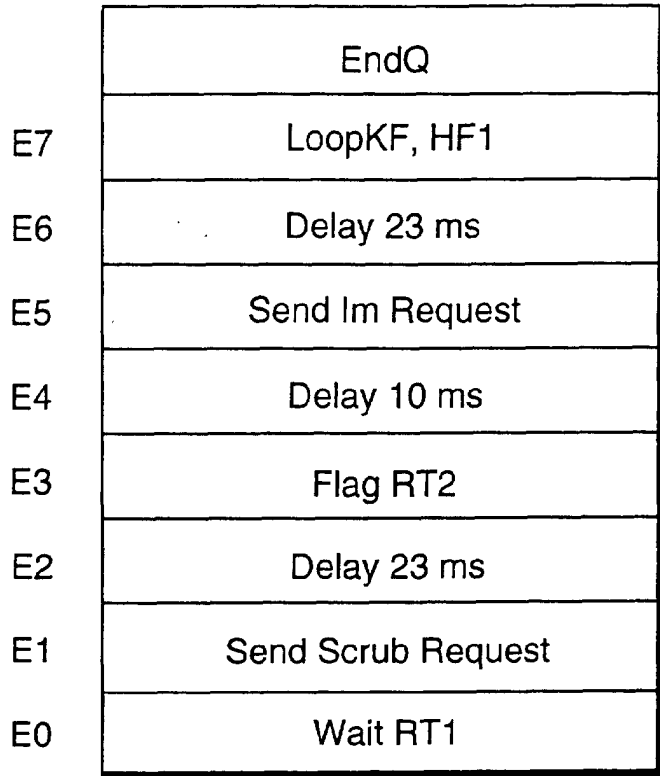 EndQ
E7 LoopKF, HF1
E6 Delay 23 ms
E5 Send Im Request
E4 Delay 10 ms
E3 Flag RT2
E2 Delay 23 ms
E1 Send Scrub Request
E0 Wait RT1